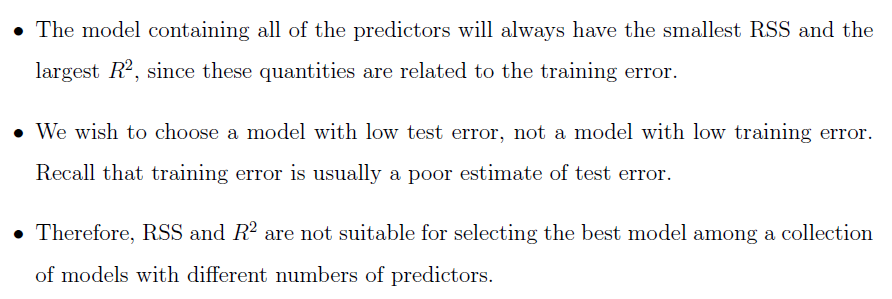 • The model containing all of the predictors will always have the smallest RSS and the
largest R², since these quantities are related to the training error.
• We wish to choose a model with low test error, not a model with low training error.
Recall that training error is usually a poor estimate of test error.
• Therefore, RSS and R² are not suitable for selecting the best model among a collection
of models with different numbers of predictors.